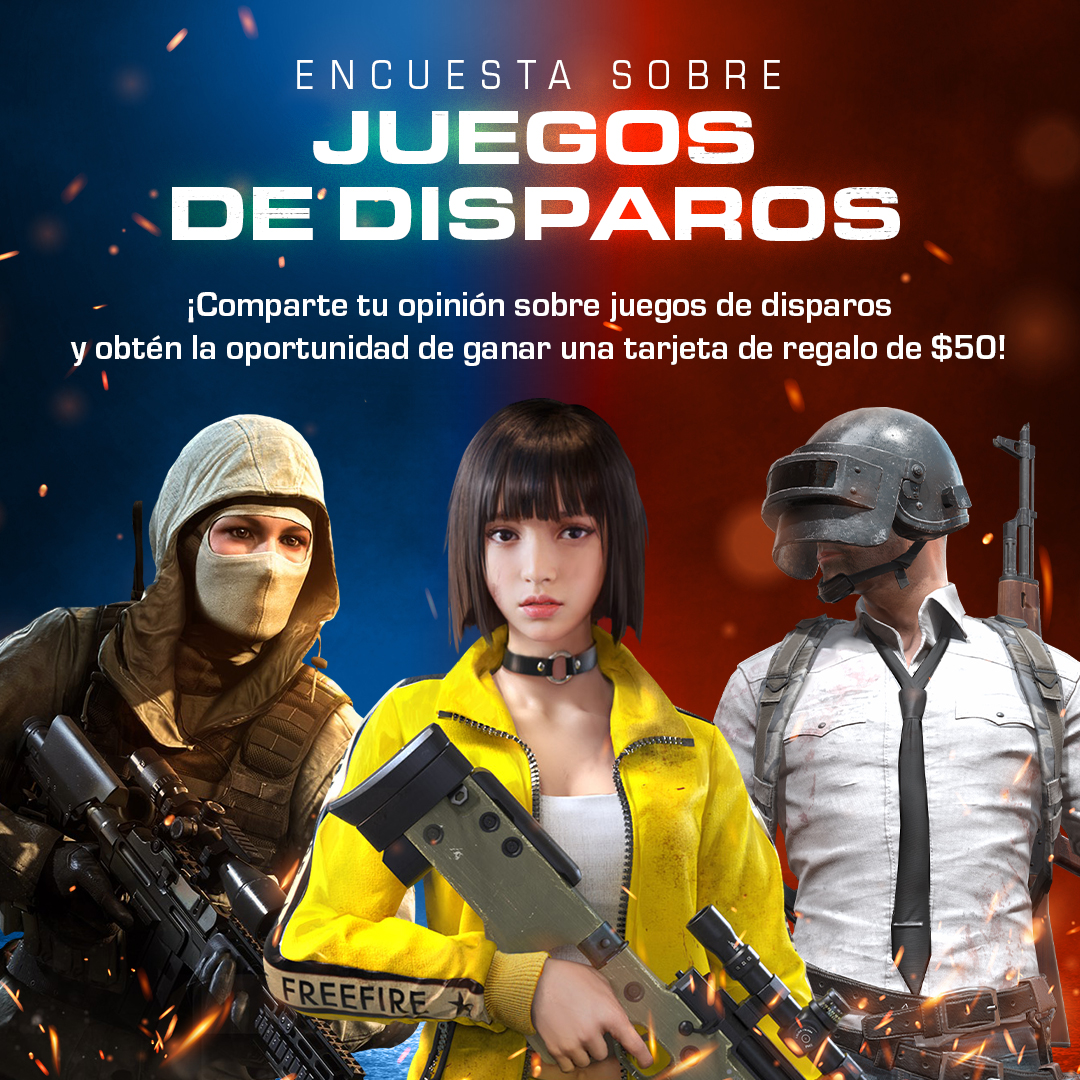 ENCUESTA SOBRE
JUEGOS
DE DISPAROS
¡Comparte tu opinión sobre juegos de disparos
y obtén la oportunidad de ganar una tarjeta de regalo de $50!
FREEFIRE